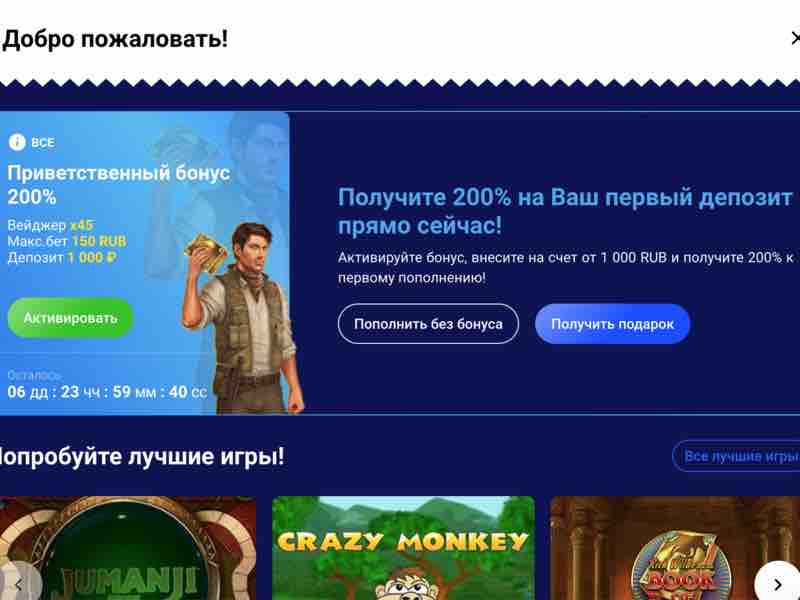 Добро пожаловать!
ВСЕ
Приветственный бонус
200%
Вейджер x45
Макс.бет 150 RUB
Депозит 1 000 ₽
Активировать
Осталось
06 дд : 23 чч : 59 мм : 40 сс
Получите 200% на Ваш первый депозит
прямо сейчас!
Активируйте бонус, внесите на счет от 1 000 RUB и получите 200% к
первому пополнению!
Пополнить без бонуса
Получить подарок
Попробуйте лучшие игры!
Все лучшие игры
JUMANJI
CRAZY MONKEY
BOOK